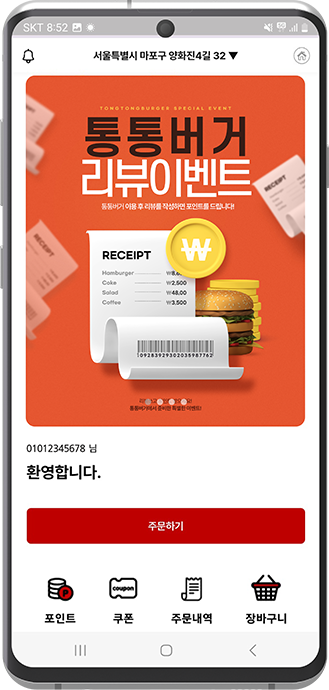 SKT 8:52
서울특별시 마포구 양화진4길 32 ▼
TONGTONGBURGER SPECIAL EVENT
통통버거
리뷰이벤트
통통버거 이용 후 리뷰를 작성하면 포인트를 드립니다!
₩
RECEIPT
Hamburger
Coke ₩2,500
Salad ₩48.00
Coffee ₩3,500
통통버거에서 준비한 특별한 이벤트!
01012345678 님
환영합니다.
주문하기
P
coupon
포인트 쿠폰 주문내역 장바구니